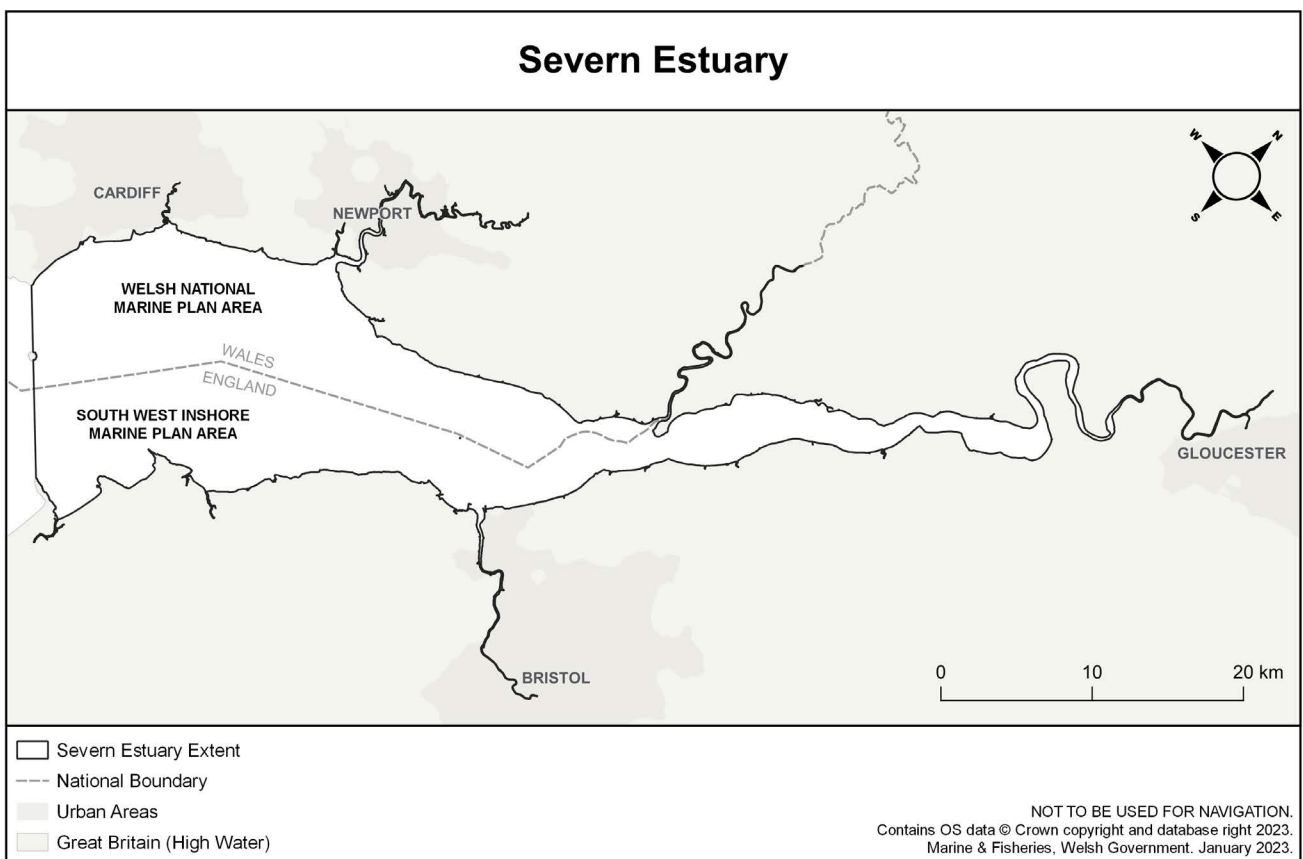 Severn Estuary
W
N
S
E
CARDIFF
NEWPORT
WELSH NATIONAL
MARINE PLAN AREA
WALES
ENGLAND
SOUTH WEST INSHORE
MARINE PLAN AREA
GLOUCESTER
BRISTOL
0 10 20 km
Severn Estuary Extent
National Boundary
Urban Areas
Great Britain (High Water)
NOT TO BE USED FOR NAVIGATION.
Contains OS data © Crown copyright and database right 2023.
Marine & Fisheries, Welsh Government. January 2023.